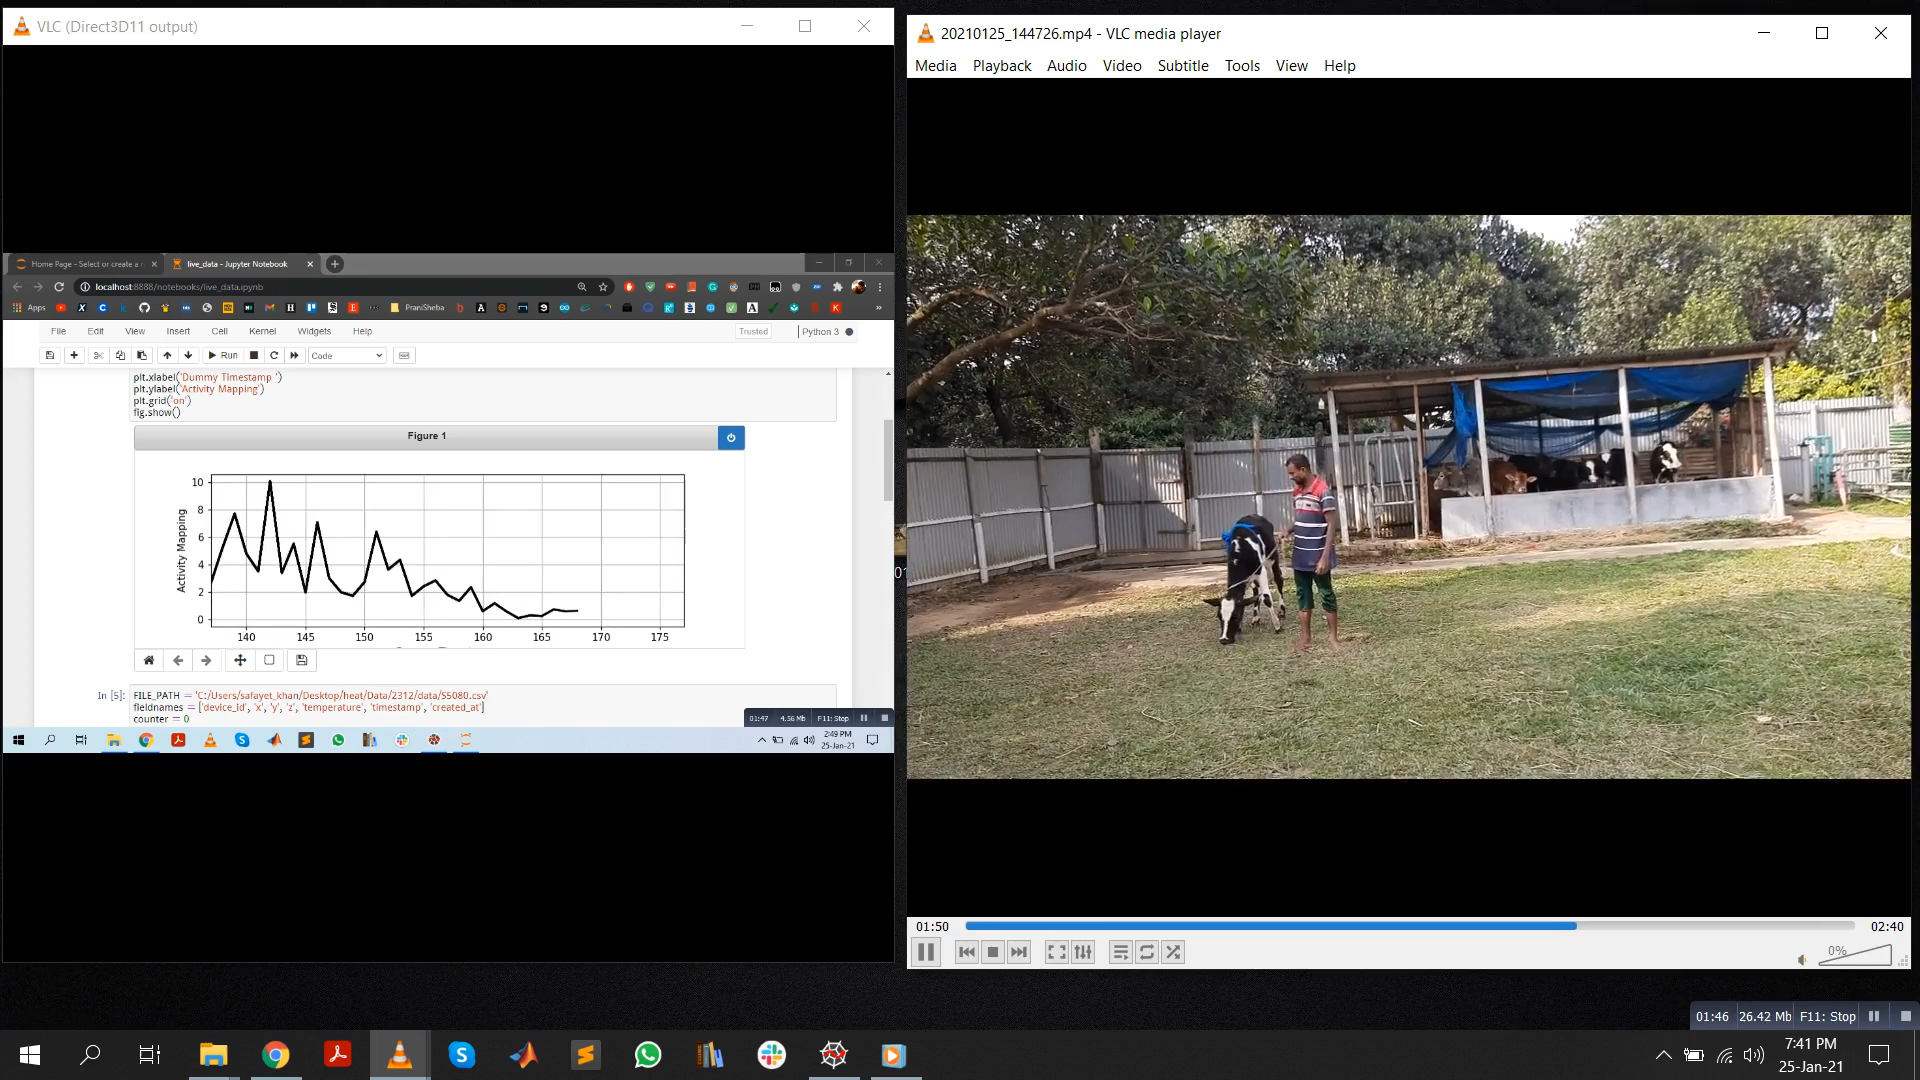 VLC (Direct3D11 output)
Home Page - Select or create a
live_data - Jupyter Notebook
localhost:8888/notebooks/live_data.ipynb
Apps
PraniSheba
File Edit View Insert Cell Kernel Widgets Help
Trusted
Python 3
Run
Code
plt.xlabel('Dummy TImestamp ')
plt.ylabel('Activity Mapping')
plt.grid('on')
fig.show()
Figure 1
Activity Mapping
10
8
6
4
2
0
140 145 150 155 160 165 170 175
In [5]:
FILE_PATH = 'C:/Users/safayet_khan/Desktop/heat/Data/2312/data/S5080.csv'
fieldnames = ['device_id', 'x', 'y', 'z', 'temperature', 'timestamp', 'created_at']
counter = 0
01:47 4.56 Mb F11: Stop
2:49 PM
25-Jan-21
20210125_144726.mp4 - VLC media player
Media Playback Audio Video Subtitle Tools View Help
01:50
02:40
0%
01:46 26.42 Mb F11: Stop
7:41 PM
25-Jan-21